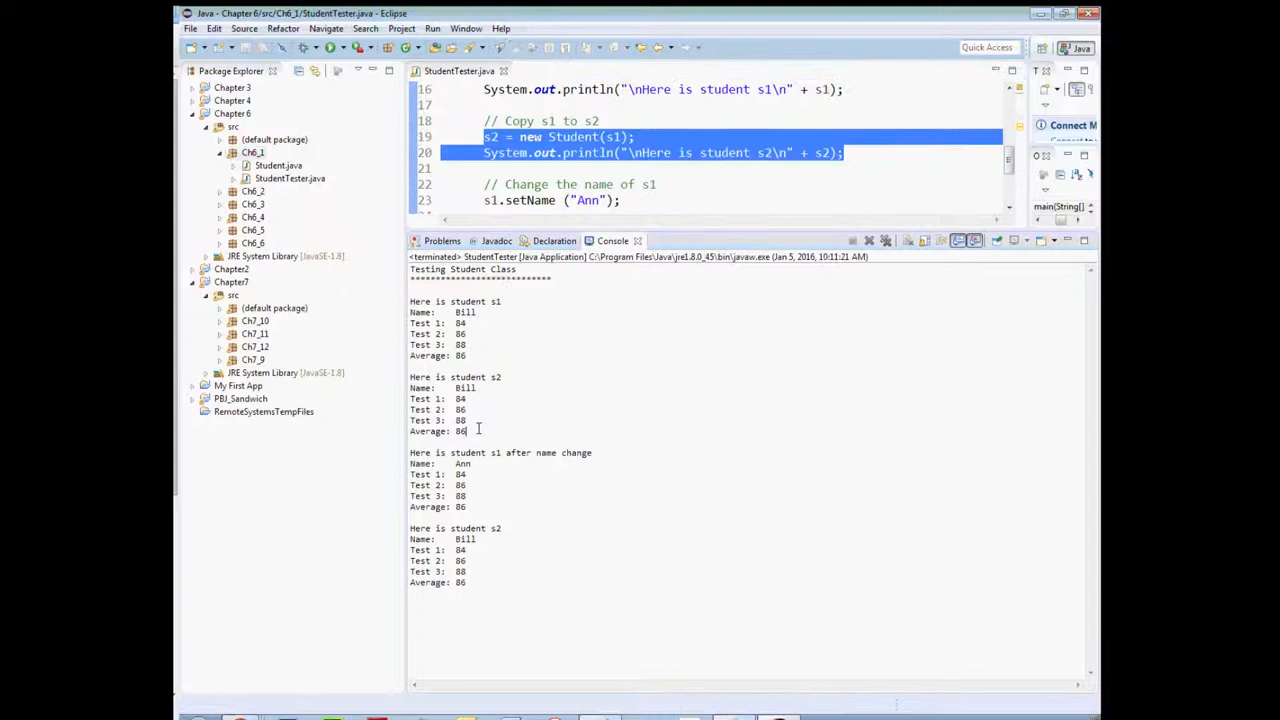 Java - Chapter 6/src/Ch6_1/StudentTester.java - Eclipse
File Edit Source Refactor Navigate Search Project Run Window Help
Quick Access
Java
Package Explorer
Chapter 3
Chapter 4
Chapter 6
src
(default package)
Ch6_1
Student.java
StudentTester.java
Ch6_2
Ch6_3
Ch6_4
Ch6_5
Ch6_6
JRE System Library [JavaSE-1.8]
Chapter2
Chapter7
src
(default package)
Ch7_10
Ch7_11
Ch7_12
Ch7_9
JRE System Library [JavaSE-1.8]
My First App
PBJ_Sandwich
RemoteSystemsTempFiles
StudentTester.java
16 System.out.println("\nHere is student s1\n" + s1);
17
18 // Copy s1 to s2
19 s2 = new Student(s1);
20 System.out.println("\nHere is student s2\n" + s2);
21
22 // Change the name of s1
23 s1.setName ("Ann");
T
Connect M
O
main(String[]
Problems Javadoc Declaration Console
<terminated> StudentTester [Java Application] C:\Program Files\Java\jre1.8.0_45\bin\javaw.exe (Jan 5, 2016, 10:11:21 AM)
Testing Student Class
****************************
Here is student s1
Name: Bill
Test 1: 84
Test 2: 86
Test 3: 88
Average: 86
Here is student s2
Name: Bill
Test 1: 84
Test 2: 86
Test 3: 88
Average: 86
Here is student s1 after name change
Name: Ann
Test 1: 84
Test 2: 86
Test 3: 88
Average: 86
Here is student s2
Name: Bill
Test 1: 84
Test 2: 86
Test 3: 88
Average: 86